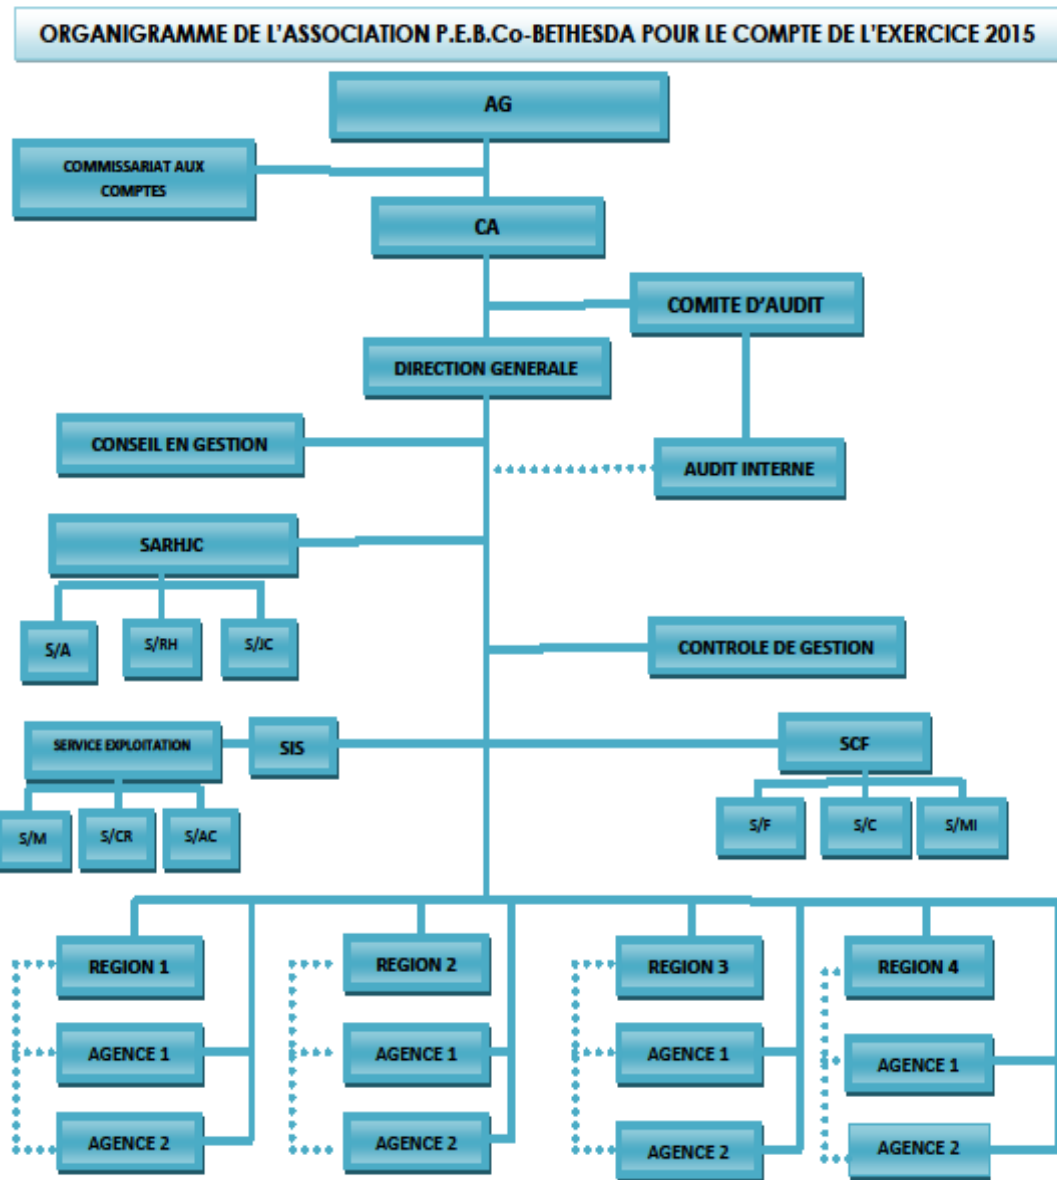 ORGANIGRAMME DE L'ASSOCIATION P.E.B.Co-BETHESDA POUR LE COMPTE DE L'EXERCICE 2015
AG
COMMISSARIAT AUX
COMPTES
CA
COMITE D'AUDIT
DIRECTION GENERALE
CONSEIL EN GESTION
AUDIT INTERNE
SARHJC
S/A
S/RH
S/JC
CONTROLE DE GESTION
SERVICE EXPLOITATION
SIS
SCF
S/M
S/CR
S/AC
S/F
S/C
S/MI
REGION 1
REGION 2
REGION 3
REGION 4
AGENCE 1
AGENCE 1
AGENCE 1
AGENCE 1
AGENCE 2
AGENCE 2
AGENCE 2
AGENCE 2